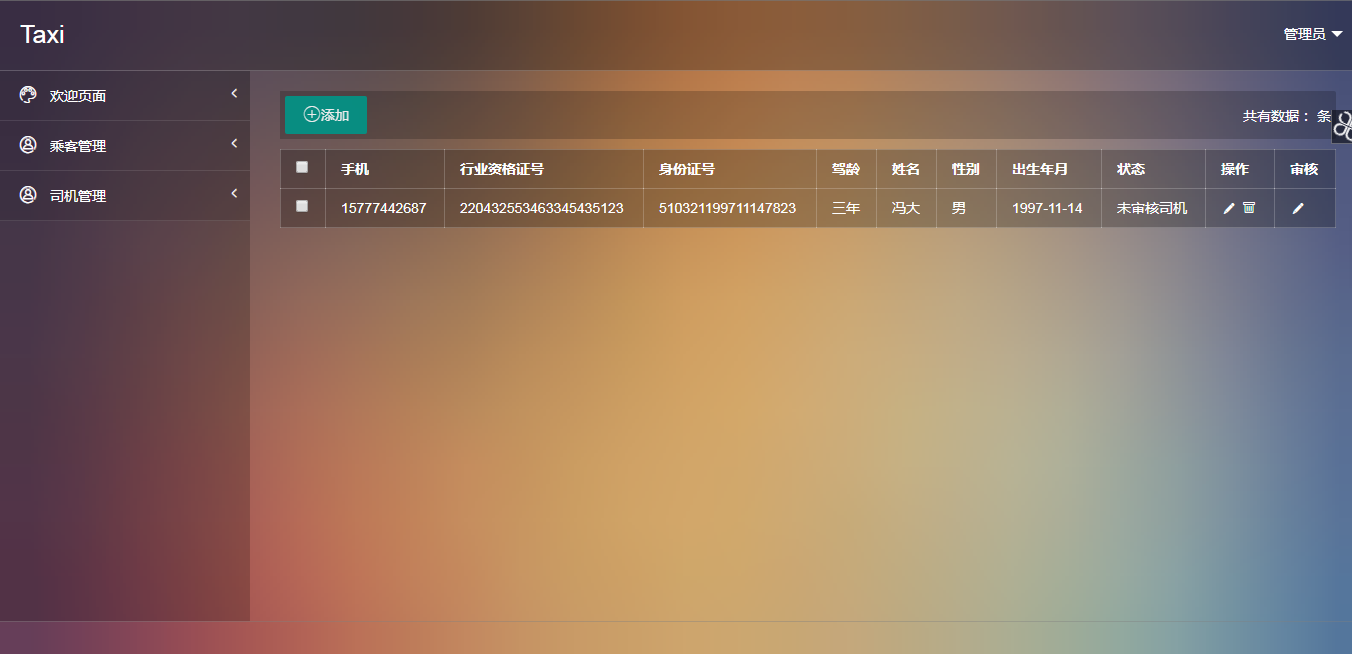 Taxi
管理员
欢迎页面
乘客管理
司机管理
添加
共有数据： 条
手机 行业资格证号 身份证号 驾龄 姓名 性别 出生年月 状态 操作 审核
15777442687 220432553463345435123 510321199711147823 三年 冯大 男 1997-11-14 未审核司机